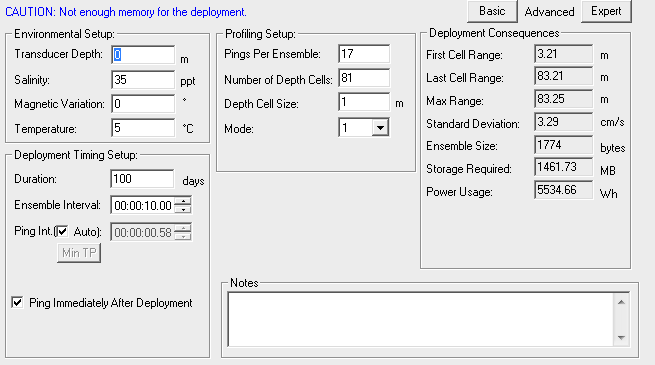 CAUTION: Not enough memory for the deployment.
Basic Advanced Expert
Environmental Setup:
Transducer Depth: 0 m
Salinity: 35 ppt
Magnetic Variation: 0 °
Temperature: 5 °C
Deployment Timing Setup:
Duration: 100 days
Ensemble Interval: 00:00:10.00
Ping Int.( Auto): 00:00:00.58
Min TP
Ping Immediately After Deployment
Profiling Setup:
Pings Per Ensemble: 17
Number of Depth Cells: 81
Depth Cell Size: 1 m
Mode: 1
Deployment Consequences
First Cell Range: 3.21 m
Last Cell Range: 83.21 m
Max Range: 83.25 m
Standard Deviation: 3.29 cm/s
Ensemble Size: 1774 bytes
Storage Required: 1461.73 MB
Power Usage: 5534.66 Wh
Notes